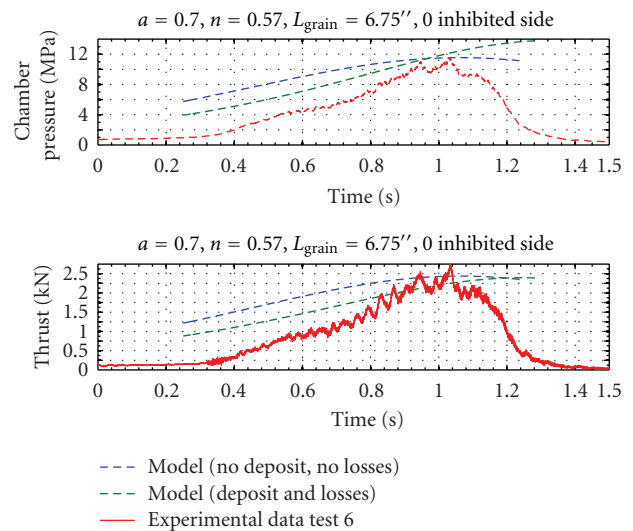 a = 0.7, n = 0.57, L_grain = 6.75″, 0 inhibited side
Chamber
pressure (MPa)
12
8
4
0
0 0.2 0.4 0.6 0.8 1 1.2 1.4 1.5
Time (s)
a = 0.7, n = 0.57, L_grain = 6.75″, 0 inhibited side
Thrust (kN)
2.5
2
1.5
1
0.5
0
0 0.2 0.4 0.6 0.8 1 1.2 1.4 1.5
Time (s)
Model (no deposit, no losses)
Model (deposit and losses)
Experimental data test 6